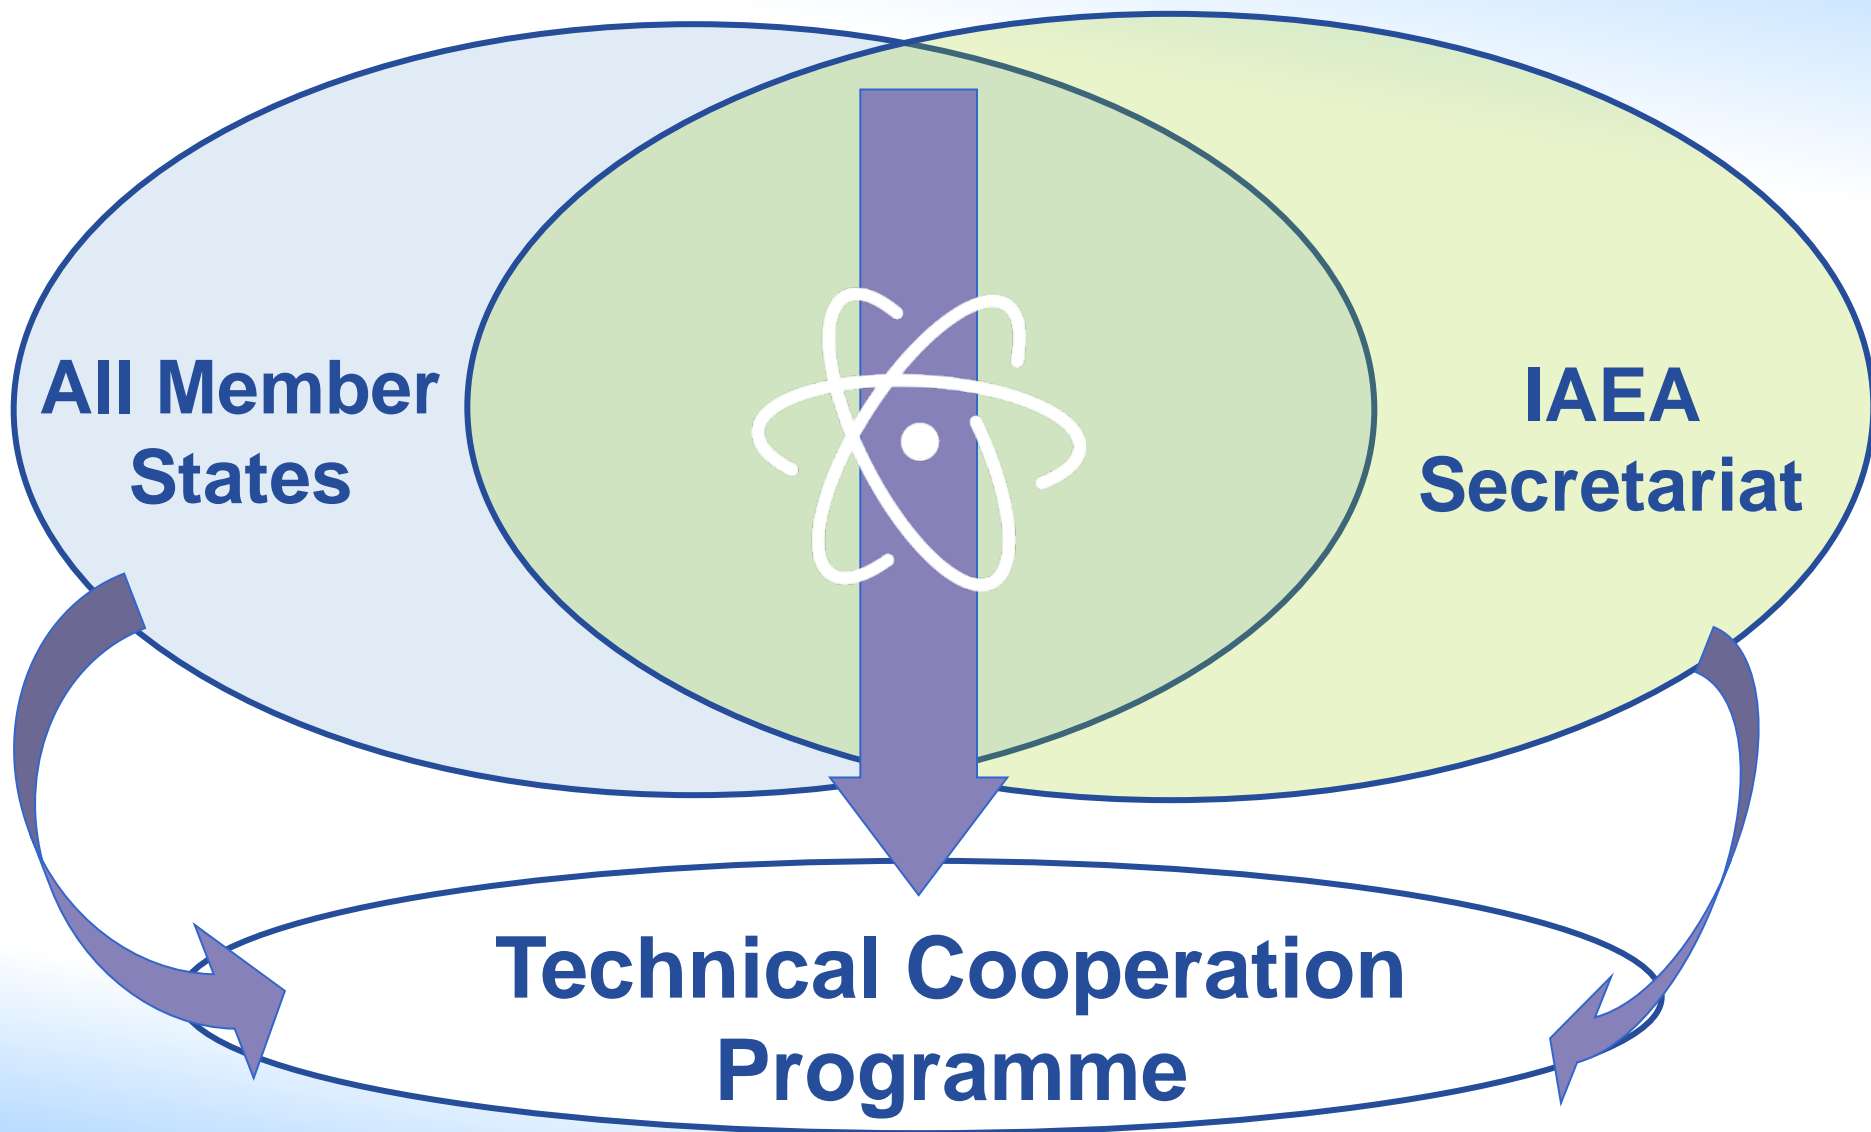 All Member
States
IAEA
Secretariat
Technical Cooperation
Programme